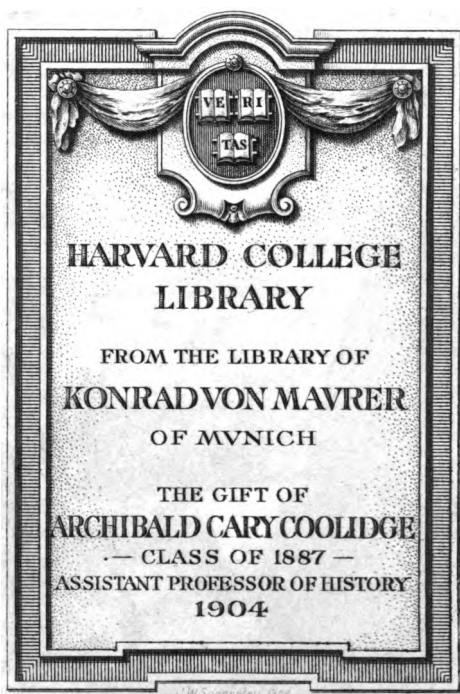 VE RI
TAS
HARVARD COLLEGE
LIBRARY
FROM THE LIBRARY OF
KONRAD VON MAVRER
OF MVNICH
THE GIFT OF
ARCHIBALD CARY COOLIDGE
— CLASS OF 1887 —
ASSISTANT PROFESSOR OF HISTORY
1904